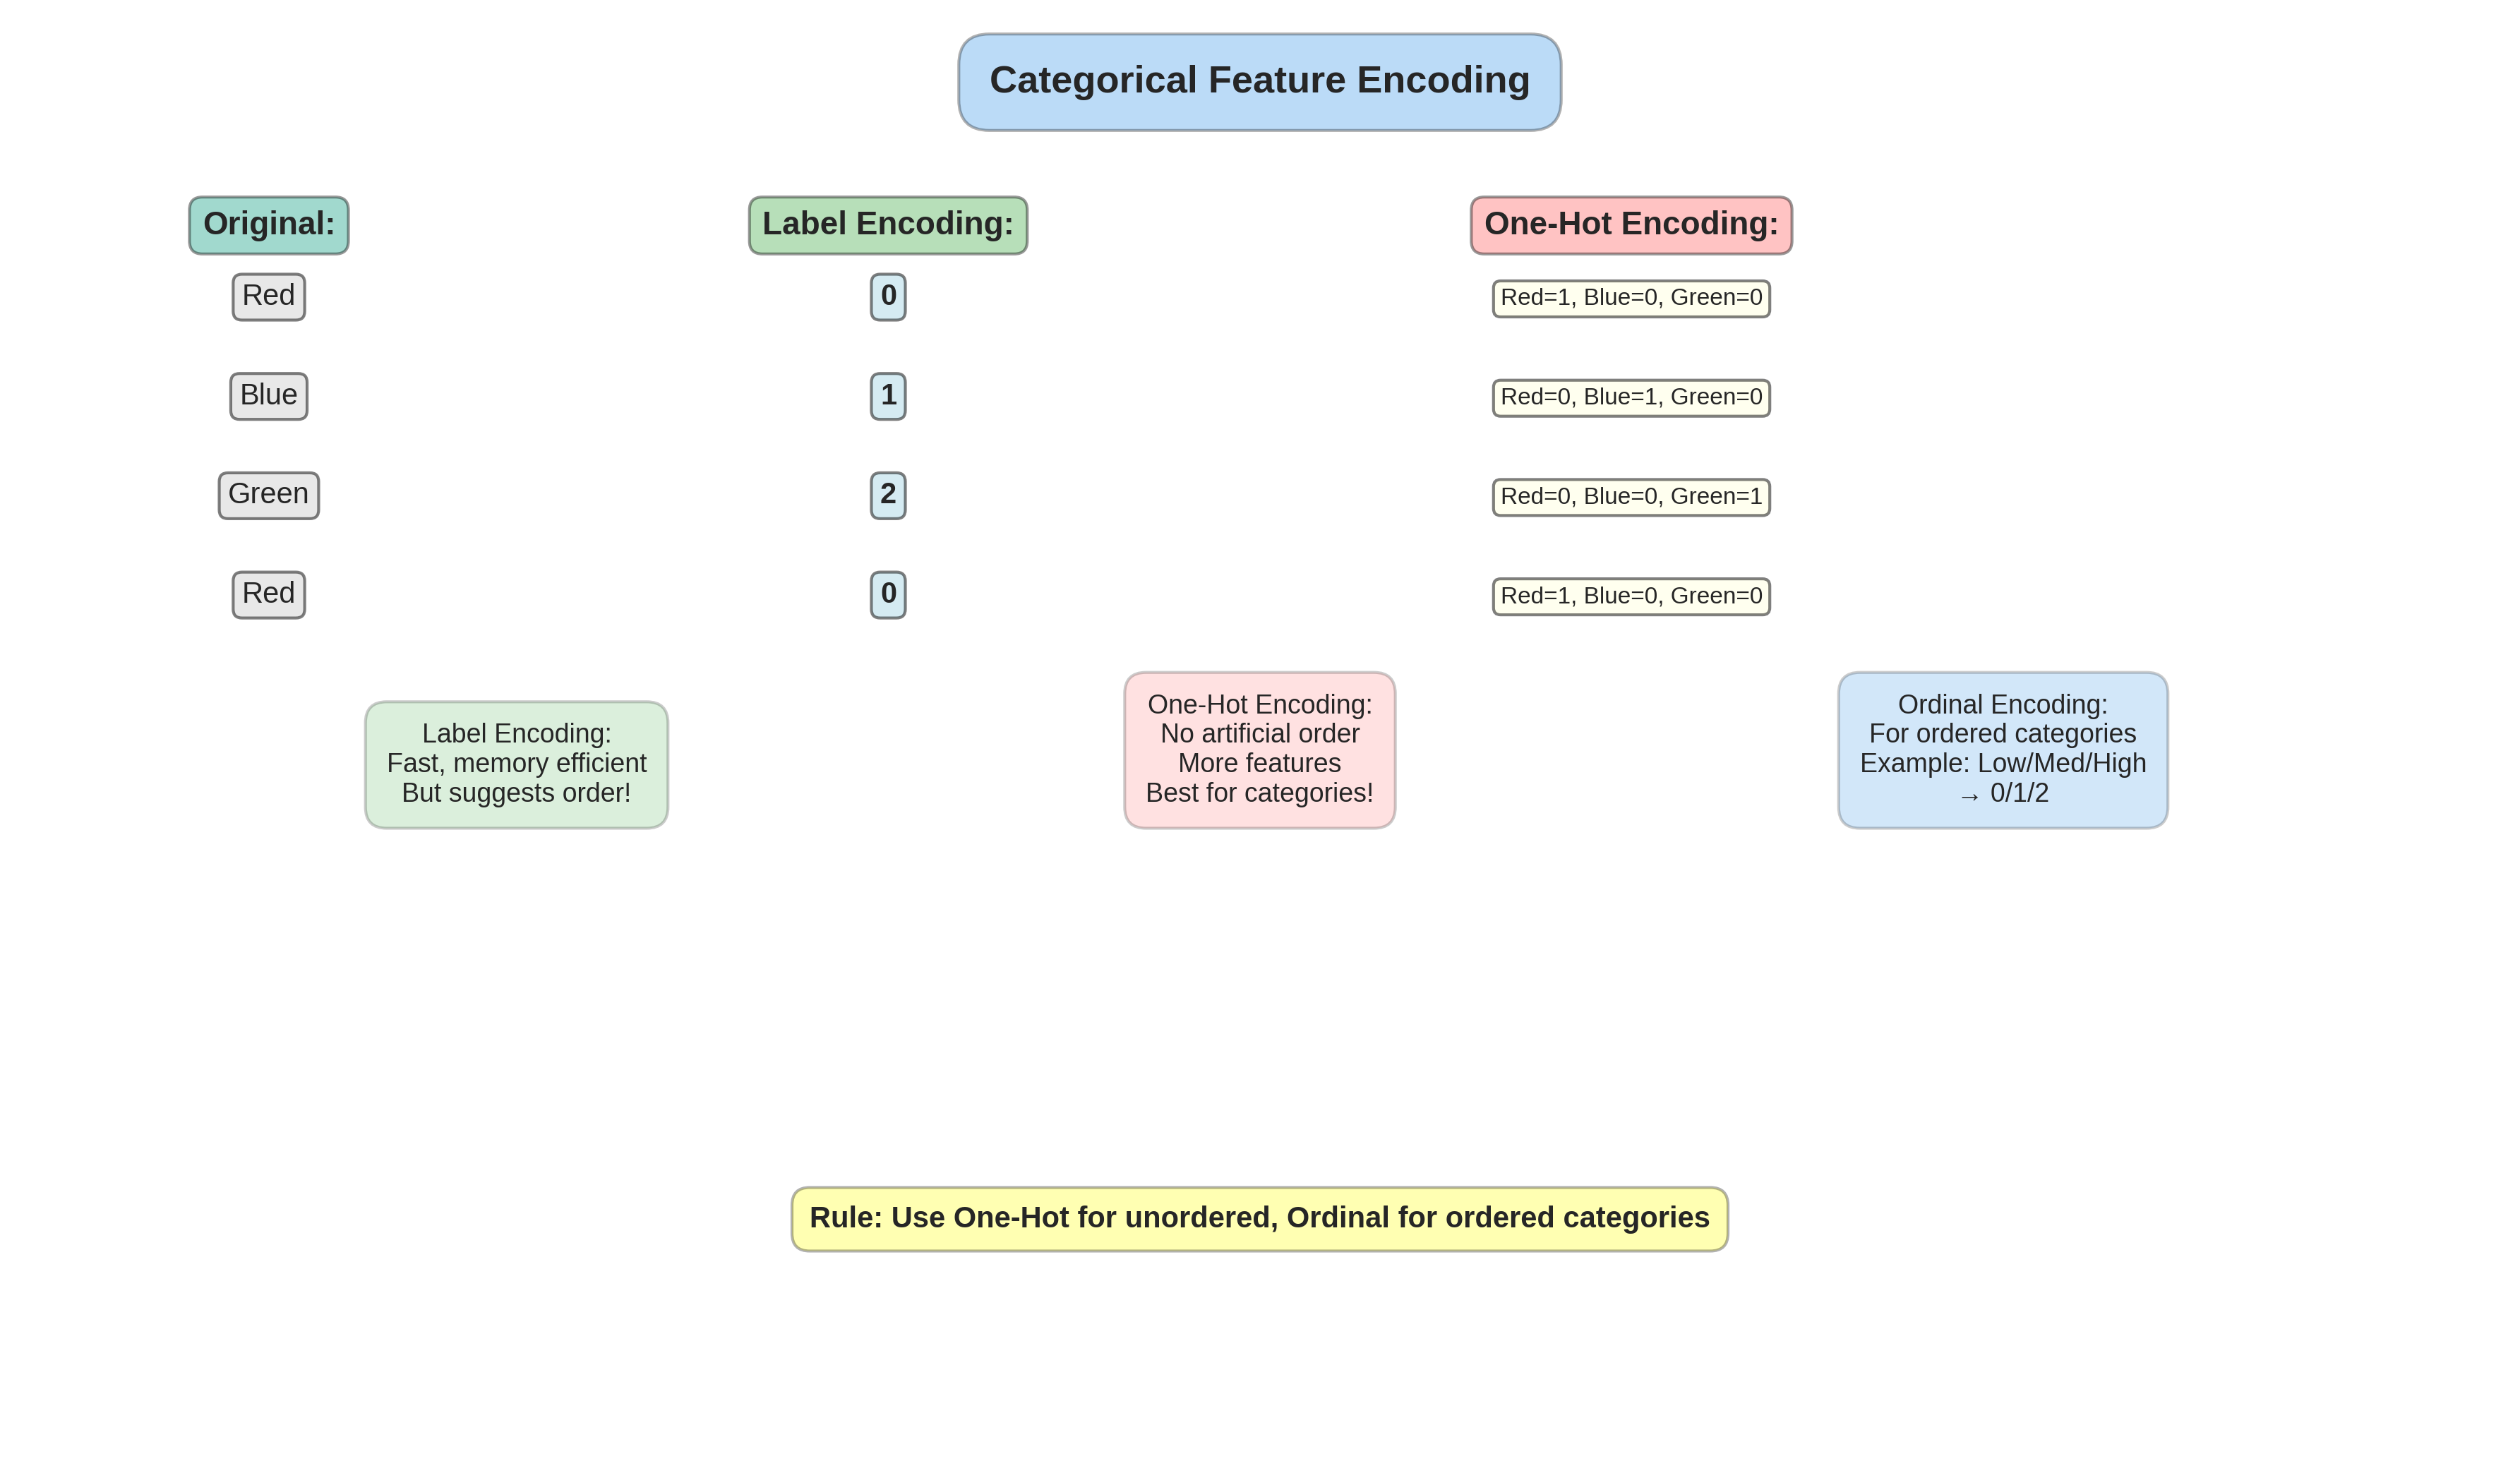 Categorical Feature Encoding
Original:
Label Encoding:
One-Hot Encoding:
Red
0
Red=1, Blue=0, Green=0
Blue
1
Red=0, Blue=1, Green=0
Green
2
Red=0, Blue=0, Green=1
Red
0
Red=1, Blue=0, Green=0
Label Encoding:
Fast, memory efficient
But suggests order!
One-Hot Encoding:
No artificial order
More features
Best for categories!
Ordinal Encoding:
For ordered categories
Example: Low/Med/High
→ 0/1/2
Rule: Use One-Hot for unordered, Ordinal for ordered categories